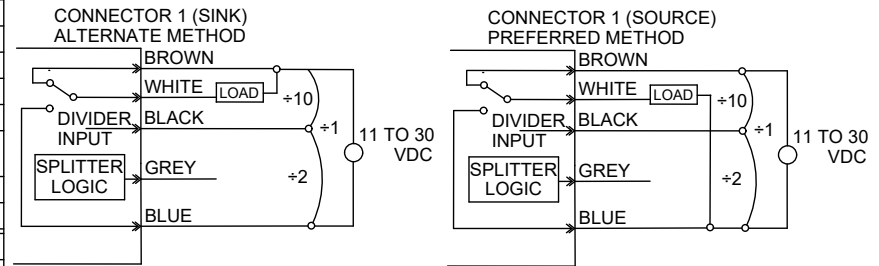 CONNECTOR 1 (SINK)
ALTERNATE METHOD
BROWN
WHITE
LOAD
÷10
DIVIDER
INPUT
BLACK
÷1
11 TO 30
VDC
SPLITTER
LOGIC
GREY
÷2
BLUE
CONNECTOR 1 (SOURCE)
PREFERRED METHOD
BROWN
WHITE
LOAD
÷10
DIVIDER
INPUT
BLACK
÷1
11 TO 30
VDC
SPLITTER
LOGIC
GREY
÷2
BLUE